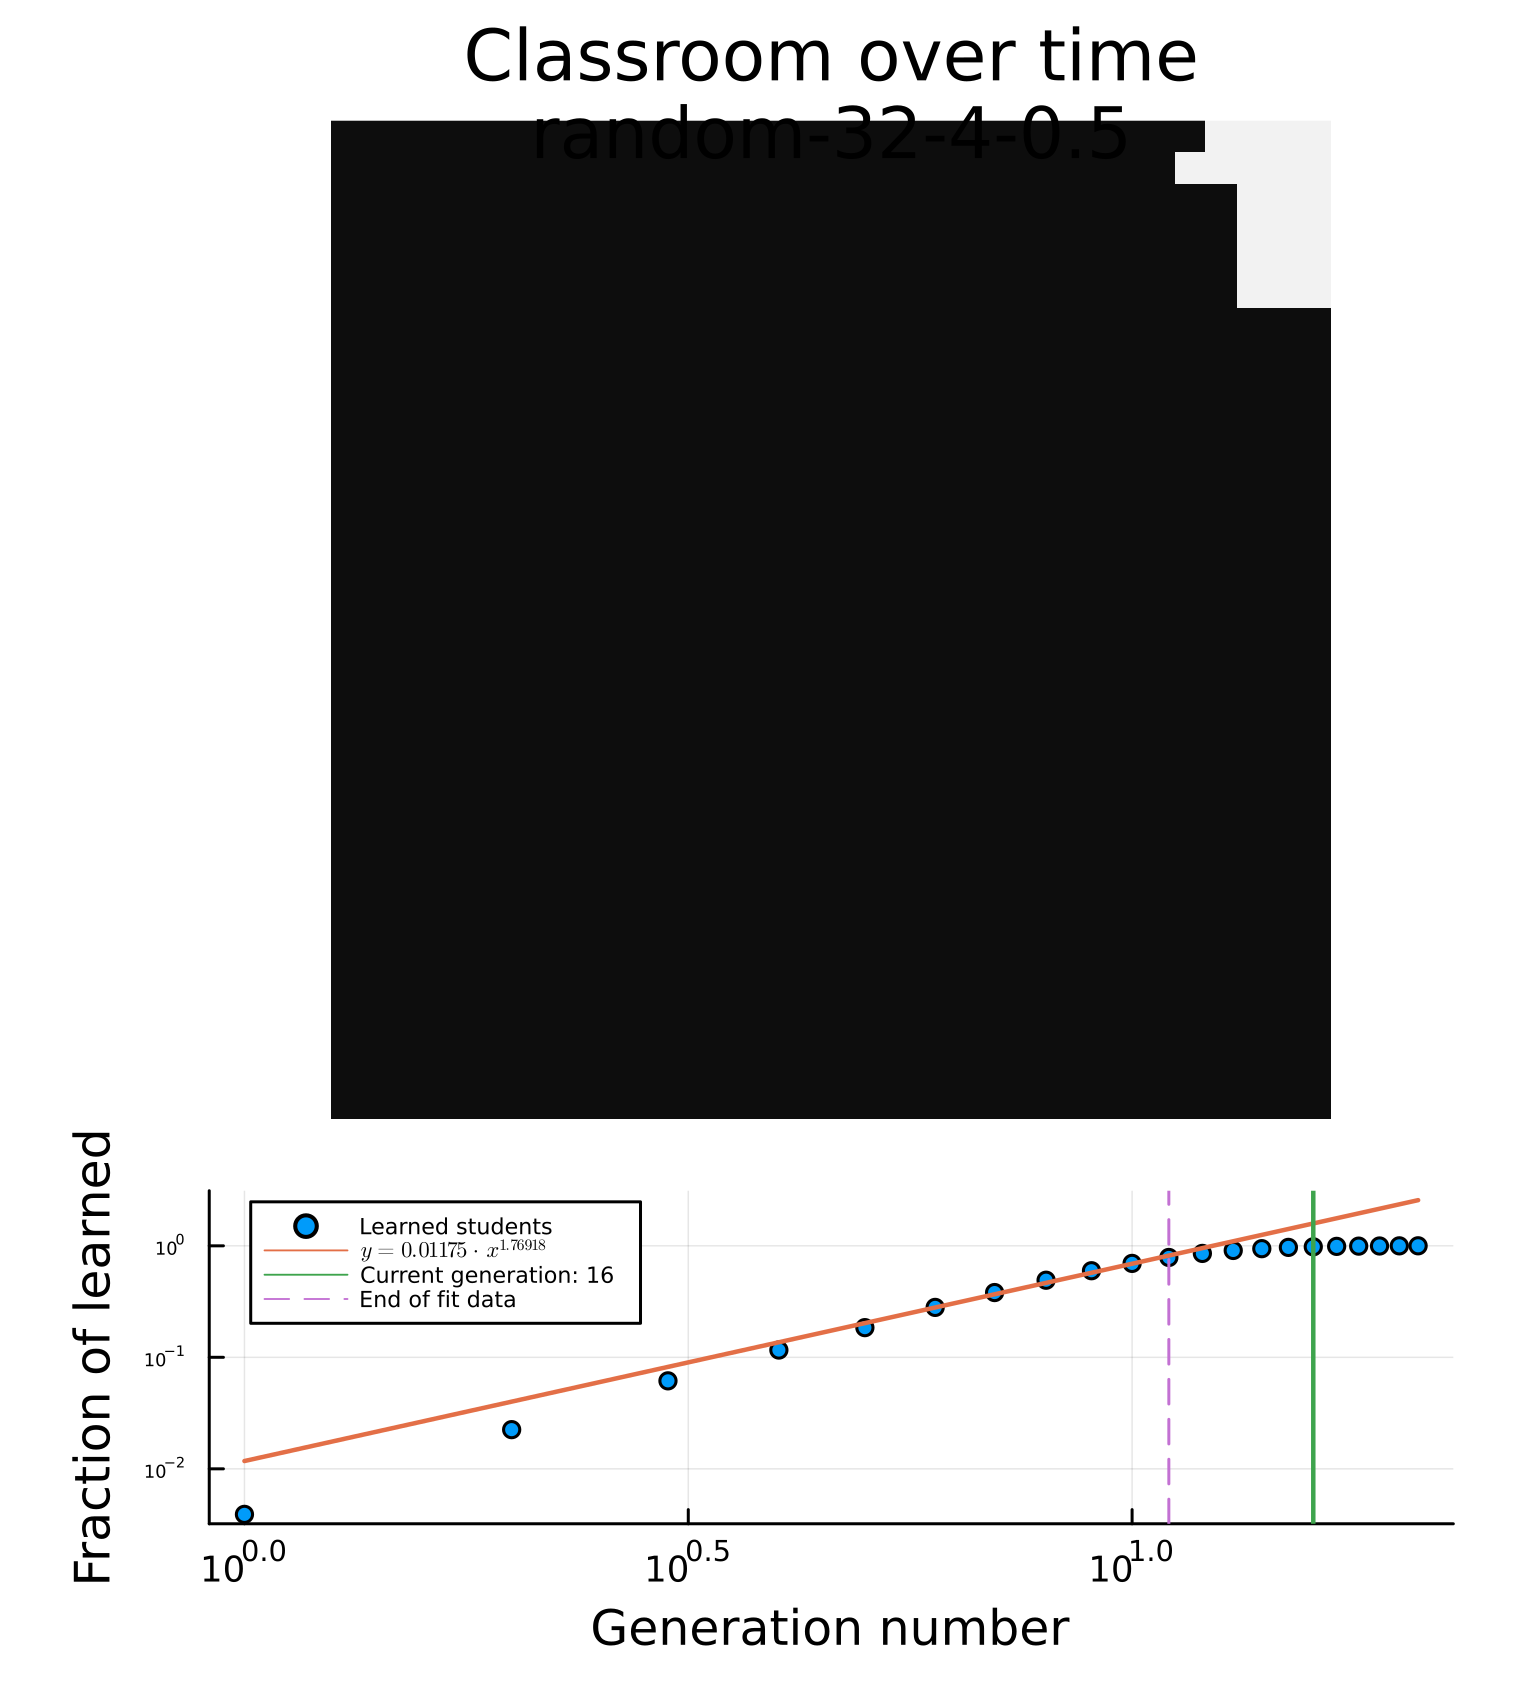 Classroom over time
random-32-4-0.5
Fraction of learned
Learned students
y = 0.01175 · x^1.76918
Current generation: 16
End of fit data
10^0
10^−1
10^−2
10^0.0
10^0.5
10^1.0
Generation number